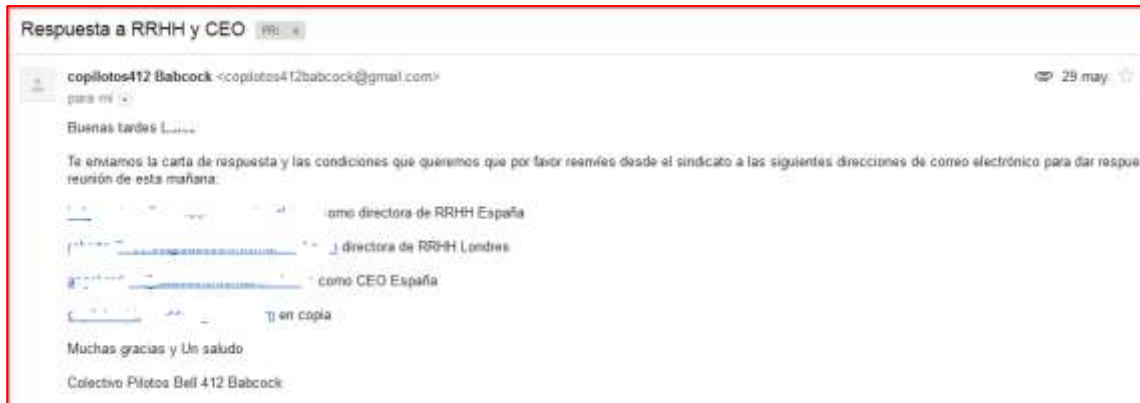 Respuesta a RRHH y CEO
copilotos412 Babcock <copilotos412babcock@gmail.com>
29 may.
para mí
Buenas tardes
Te enviamos la carta de respuesta y las condiciones que queremos que por favor reenvíes desde el sindicato a las siguientes direcciones de correo electrónico para dar respue
reunión de esta mañana:
omo directora de RRHH España
directora de RRHH Londres
como CEO España
en copia
Muchas gracias y Un saludo
Colectivo Pilotos Bell 412 Babcock